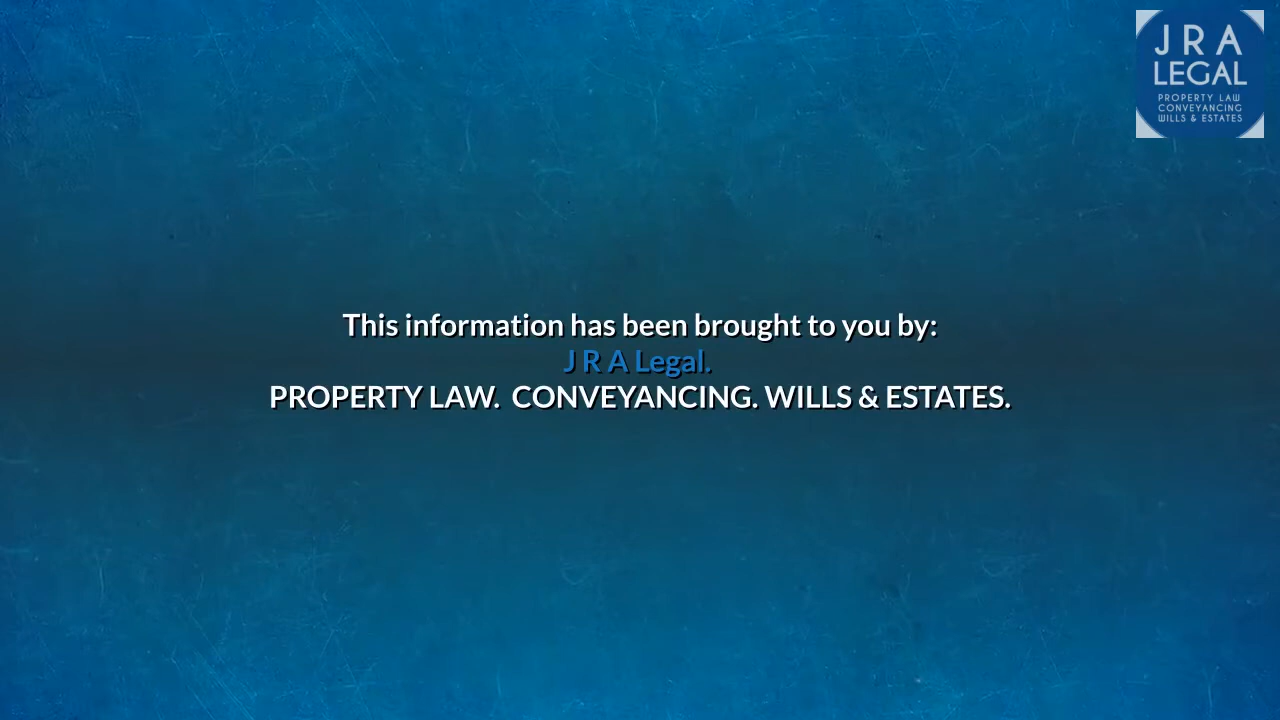 J R A
LEGAL
PROPERTY LAW
CONVEYANCING
WILLS & ESTATES
This information has been brought to you by:
J R A Legal.
PROPERTY LAW.  CONVEYANCING. WILLS & ESTATES.